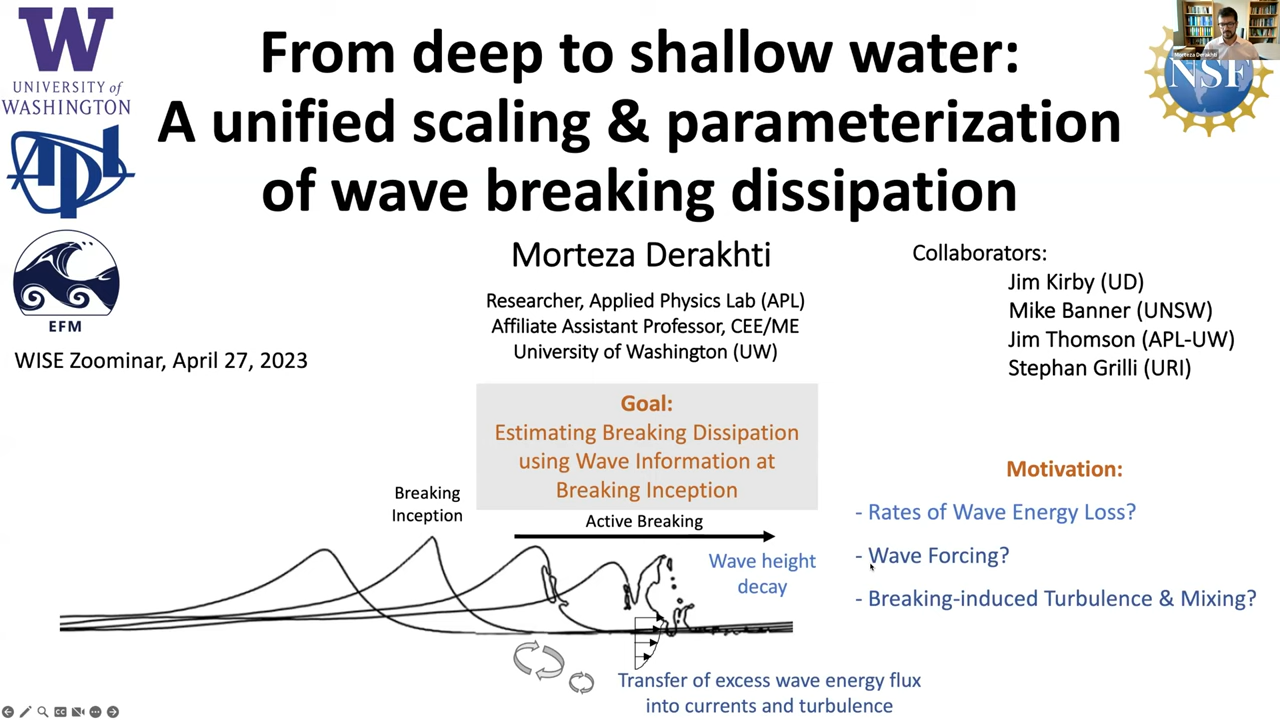 W
UNIVERSITY of
WASHINGTON
APL
EFM
From deep to shallow water:
A unified scaling & parameterization
of wave breaking dissipation
Morteza Derakhti
NSF
Morteza Derakhti
Researcher, Applied Physics Lab (APL)
Affiliate Assistant Professor, CEE/ME
University of Washington (UW)
Collaborators:
Jim Kirby (UD)
Mike Banner (UNSW)
Jim Thomson (APL-UW)
Stephan Grilli (URI)
WISE Zoominar, April 27, 2023
Goal:
Estimating Breaking Dissipation
using Wave Information at
Breaking Inception
Motivation:
- Rates of Wave Energy Loss?
- Wave Forcing?
- Breaking-induced Turbulence & Mixing?
Breaking
Inception
Active Breaking
Wave height
decay
Transfer of excess wave energy flux
into currents and turbulence